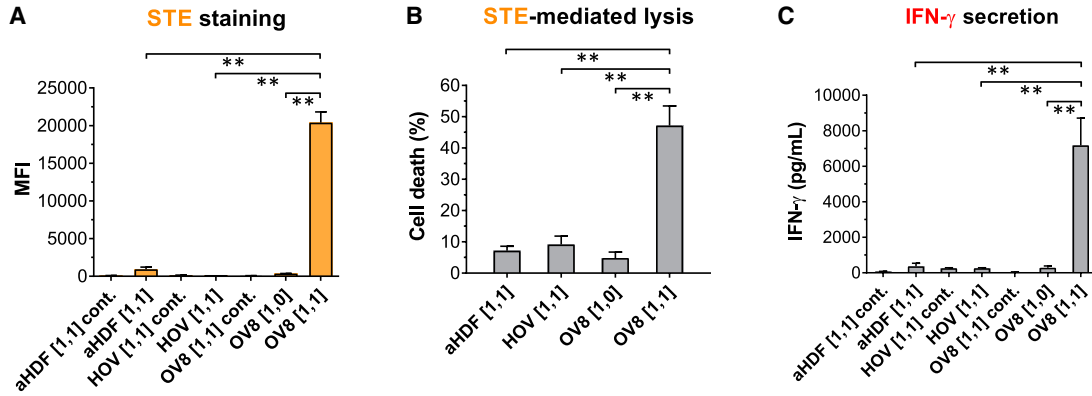 A STE staining
**
**
**
**
25000
20000
15000
10000
5000
0
MFI
aHDF [1,1] cont.
aHDF [1,1]
HOV [1,1] cont.
HOV [1,1]
OV8 [1,1] cont.
OV8 [1,0]
OV8 [1,1]
B STE-mediated lysis
**
**
**
**
60
50
40
30
20
10
0
Cell death (%)
aHDF [1,1]
HOV [1,1]
OV8 [1,0]
OV8 [1,1]
C IFN-γ secretion
**
**
**
**
10000
8000
6000
4000
2000
0
IFN-γ (pg/mL)
aHDF [1,1] cont.
aHDF [1,1]
HOV [1,1] cont.
HOV [1,1]
OV8 [1,1] cont.
OV8 [1,0]
OV8 [1,1]